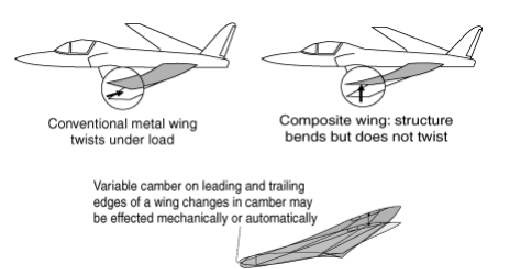 Conventional metal wing
twists under load
Composite wing: structure
bends but does not twist
Variable camber on leading and trailing
edges of a wing changes in camber may
be effected mechanically or automatically